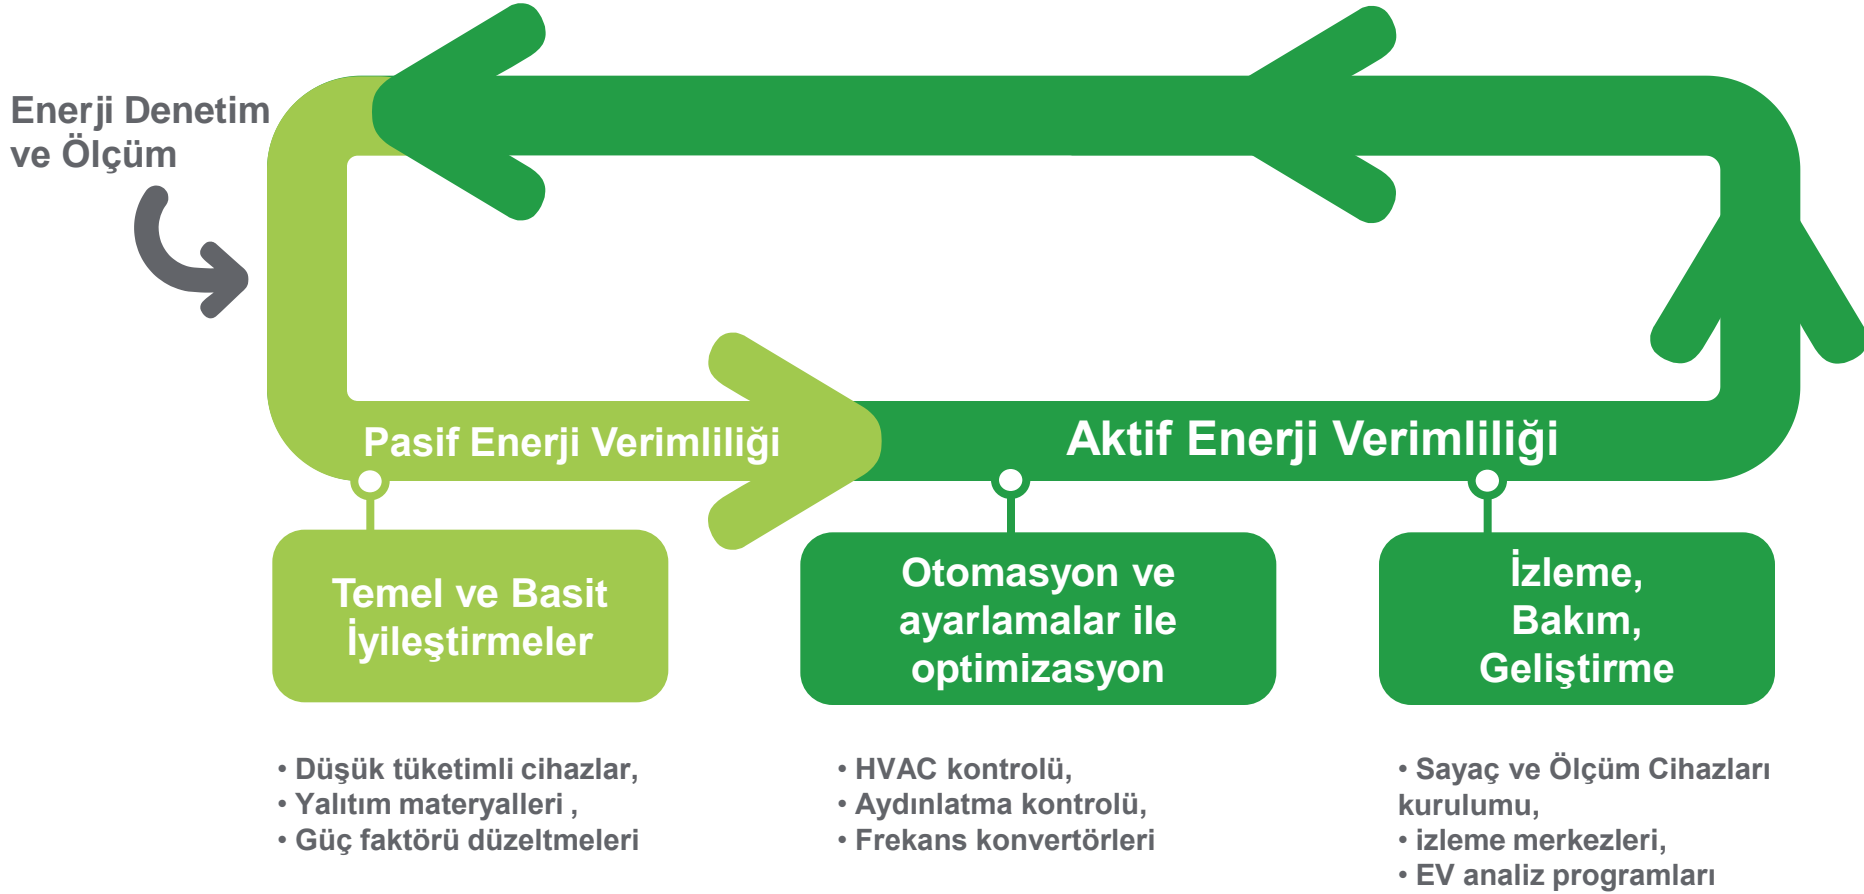 Enerji Denetim
ve Ölçüm
Pasif Enerji Verimliliği
Aktif Enerji Verimliliği
Temel ve Basit
İyileştirmeler
Otomasyon ve
ayarlamalar ile
optimizasyon
İzleme,
Bakım,
Geliştirme
• Düşük tüketimli cihazlar,
• Yalıtım materyalleri ,
• Güç faktörü düzeltmeleri
• HVAC kontrolü,
• Aydınlatma kontrolü,
• Frekans konvertörleri
• Sayaç ve Ölçüm Cihazları
kurulumu,
• izleme merkezleri,
• EV analiz programları